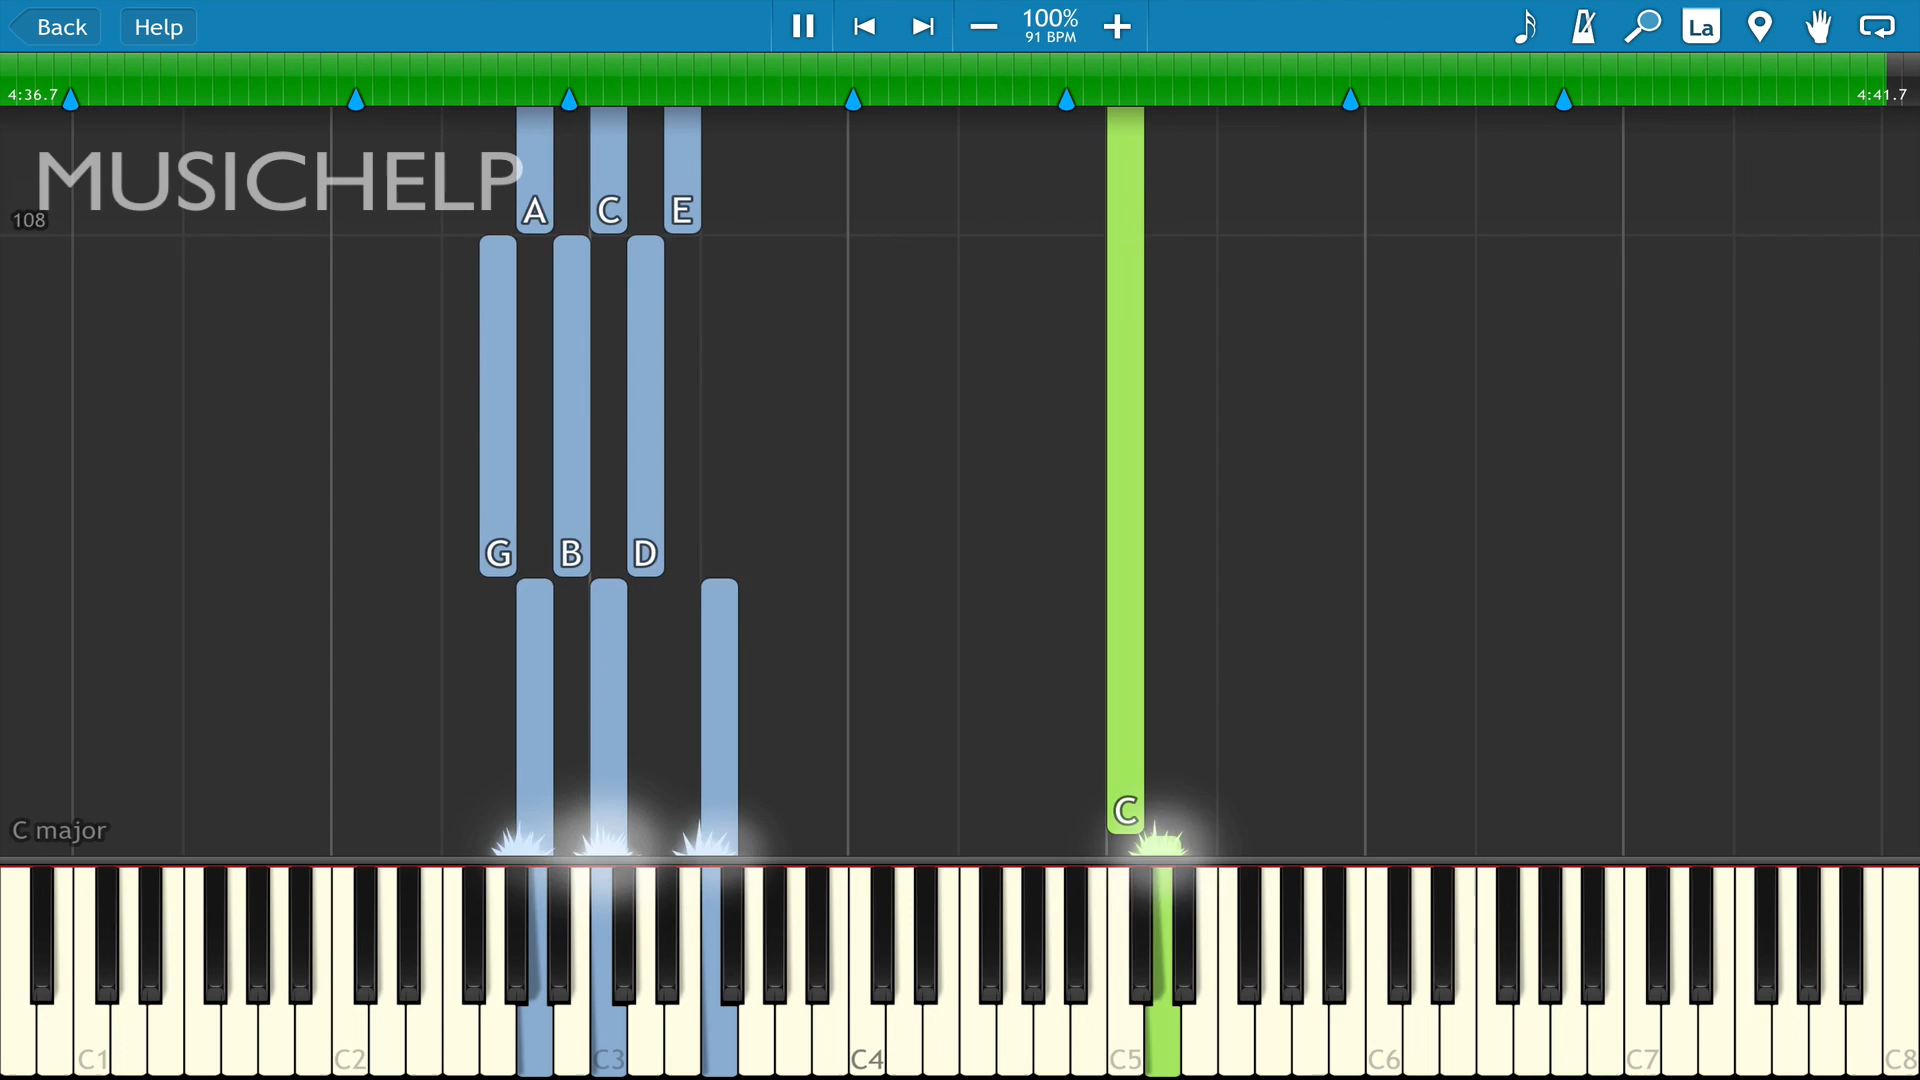 Back
Help
100%
91 BPM
La
4:36.7
4:41.7
MUSICHELP
108
A C E
G B D
C
C major
C1 C2 C3 C4 C5 C6 C7 C8